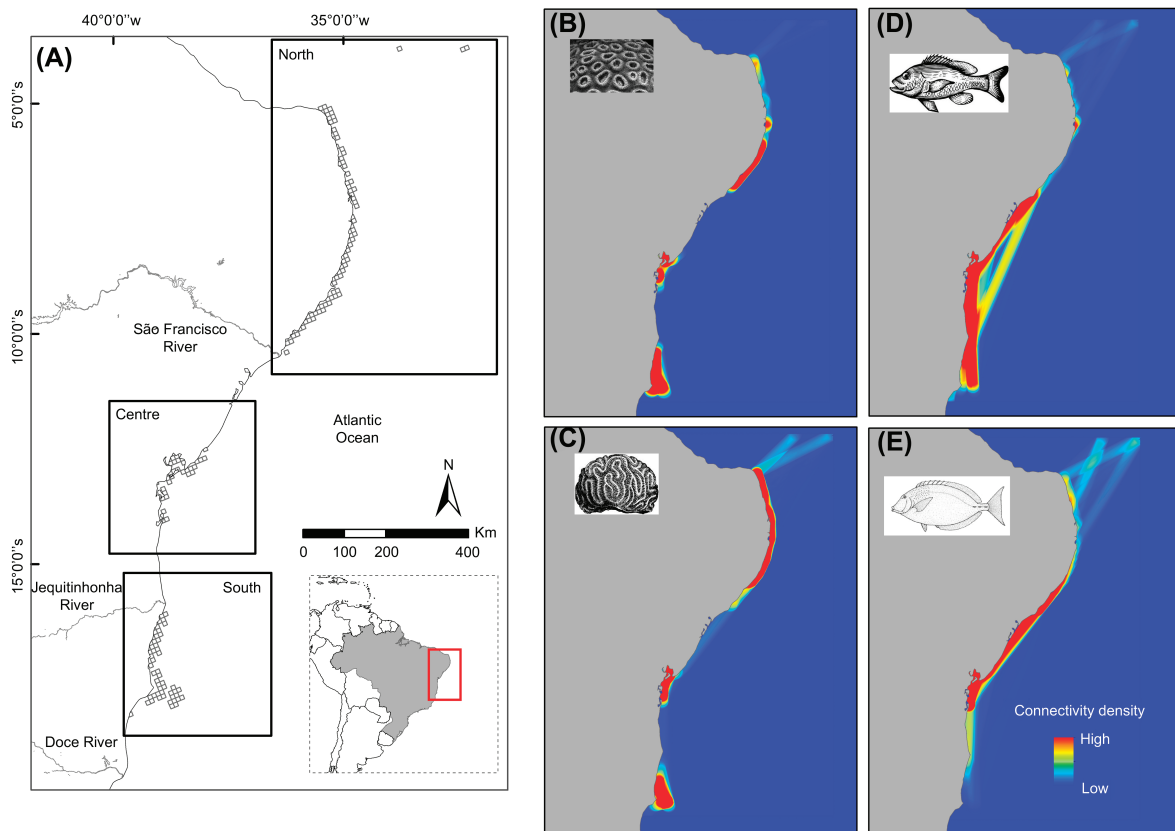 40°0'0"W
35°0'0"W
(A)
North
5°0'0"s
São Francisco
River
10°0'0"s
Centre
Atlantic
Ocean
N
Km
0 100 200 400
15°0'0"s
Jequitinhonha
River
South
Doce River
(B)
(D)
(C)
(E)
Connectivity density
High
Low